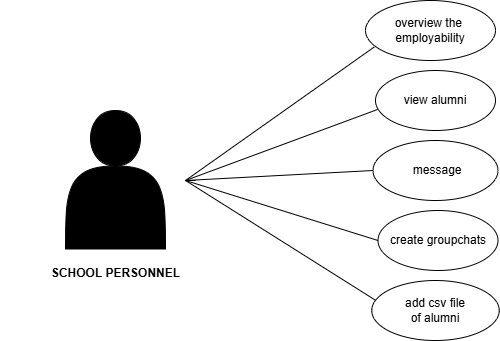 overview the
employability
view alumni
message
create groupchats
add csv file
of alumni
SCHOOL PERSONNEL